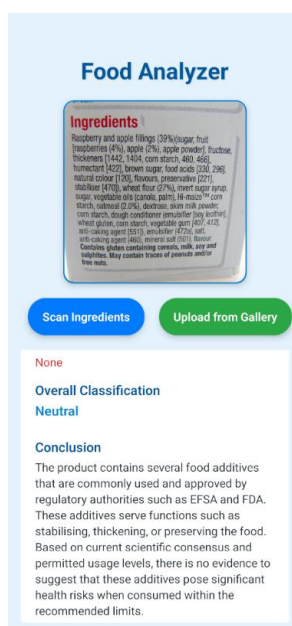 Food Analyzer
Ingredients
Raspberry and apple fillings (39%)(sugar, fruit
[raspberries (4%), apple (2%), apple powder], fructose,
thickeners [1442, 1404, corn starch, 460, 466],
humectant [422], brown sugar, food acids [330, 296],
natural colour [120], flavours, preservative [221],
stabiliser [470]), wheat flour (27%), invert sugar syrup,
sugar, vegetable oils (canola, palm), Hi-maize™ corn
starch, oatmeal (2.0%), dextrose, skim milk powder,
corn starch, dough conditioner (emulsifier [soy lecithin],
wheat gluten, corn starch, vegetable gum [407, 412],
anti-caking agent [551]), emulsifier (472e), salt,
anti-caking agent (460), mineral salt (501), flavour.
Contains gluten containing cereals, milk, soy and
sulphites. May contain traces of peanuts and/or
tree nuts.
Scan Ingredients
Upload from Gallery
None
Overall Classification
Neutral
Conclusion
The product contains several food additives
that are commonly used and approved by
regulatory authorities such as EFSA and FDA.
These additives serve functions such as
stabilising, thickening, or preserving the food.
Based on current scientific consensus and
permitted usage levels, there is no evidence to
suggest that these additives pose significant
health risks when consumed within the
recommended limits.